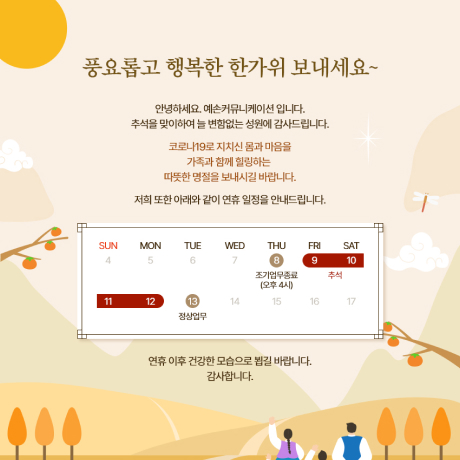 풍요롭고 행복한 한가위 보내세요~
안녕하세요. 예손커뮤니케이션 입니다.
추석을 맞이하여 늘 변함없는 성원에 감사드립니다.
코로나19로 지치신 몸과 마음을
가족과 함께 힐링하는
따뜻한 명절을 보내시길 바랍니다.
저희 또한 아래와 같이 연휴 일정을 안내드립니다.
SUN MON TUE WED THU FRI SAT
4 5 6 7 8 9 10
조기업무종료 추석
(오후 4시)
11 12 13 14 15 16 17
정상업무
연휴 이후 건강한 모습으로 뵙길 바랍니다.
감사합니다.